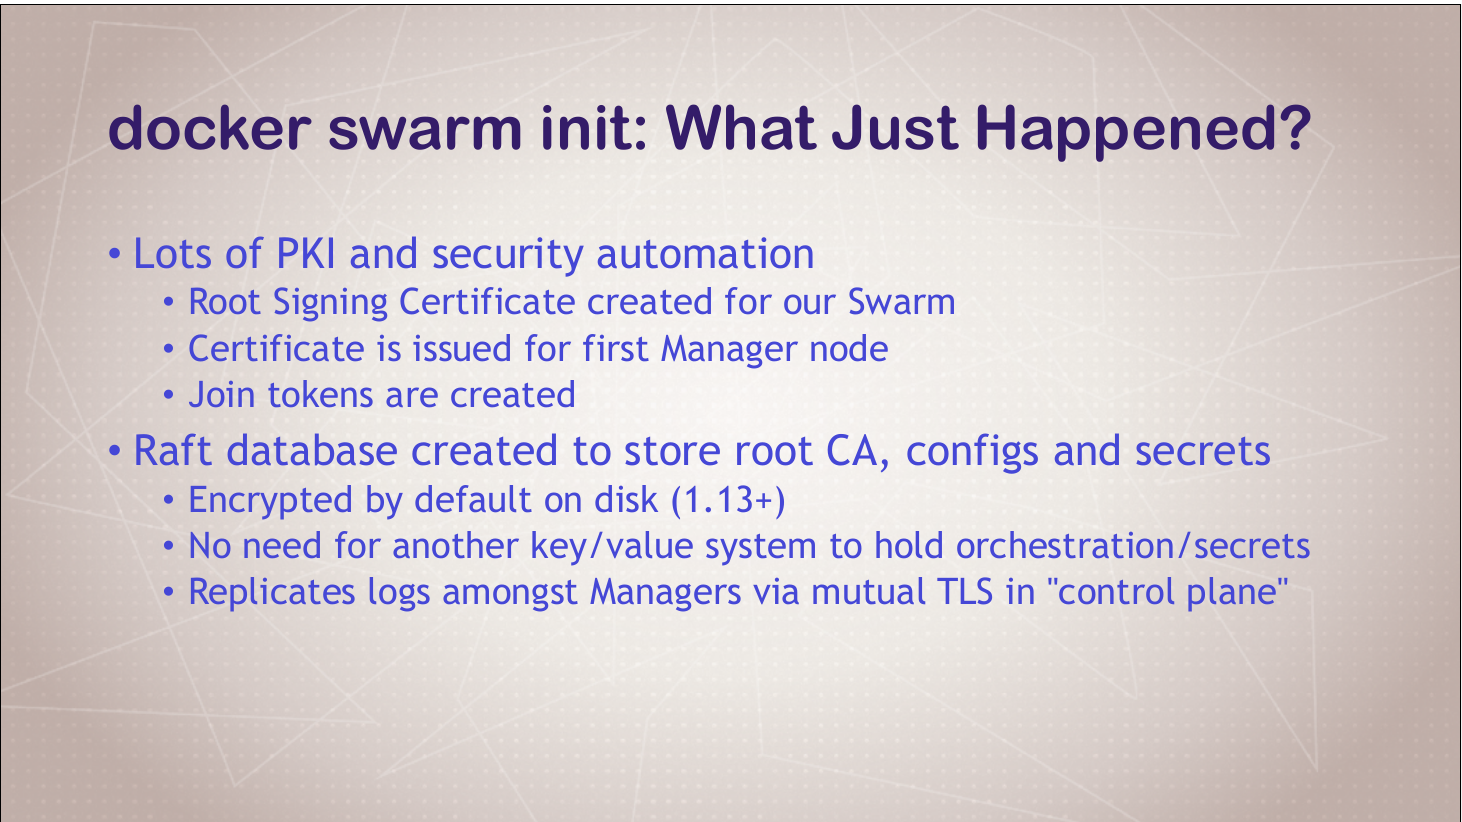 docker swarm init: What Just Happened?
• Lots of PKI and security automation
• Root Signing Certificate created for our Swarm
• Certificate is issued for first Manager node
• Join tokens are created
• Raft database created to store root CA, configs and secrets
• Encrypted by default on disk (1.13+)
• No need for another key/value system to hold orchestration/secrets
• Replicates logs amongst Managers via mutual TLS in "control plane"